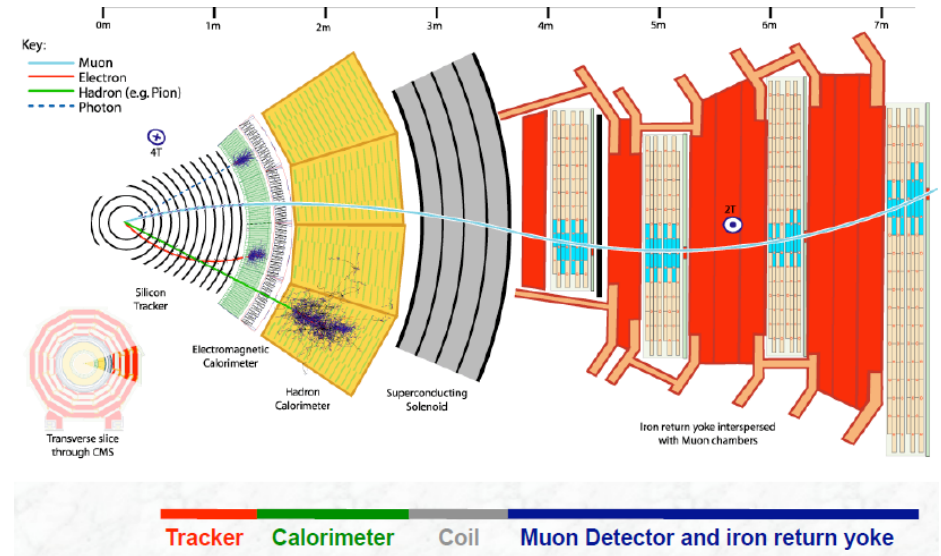 0m 1m 2m 3m 4m 5m 6m 7m
Key:
Muon
Electron
Hadron (e.g. Pion)
Photon
4T
2T
Silicon
Tracker
Electromagnetic
Calorimeter
Hadron
Calorimeter
Superconducting
Solenoid
Iron return yoke interspersed
with Muon chambers
Transverse slice
through CMS
Tracker Calorimeter Coil Muon Detector and iron return yoke